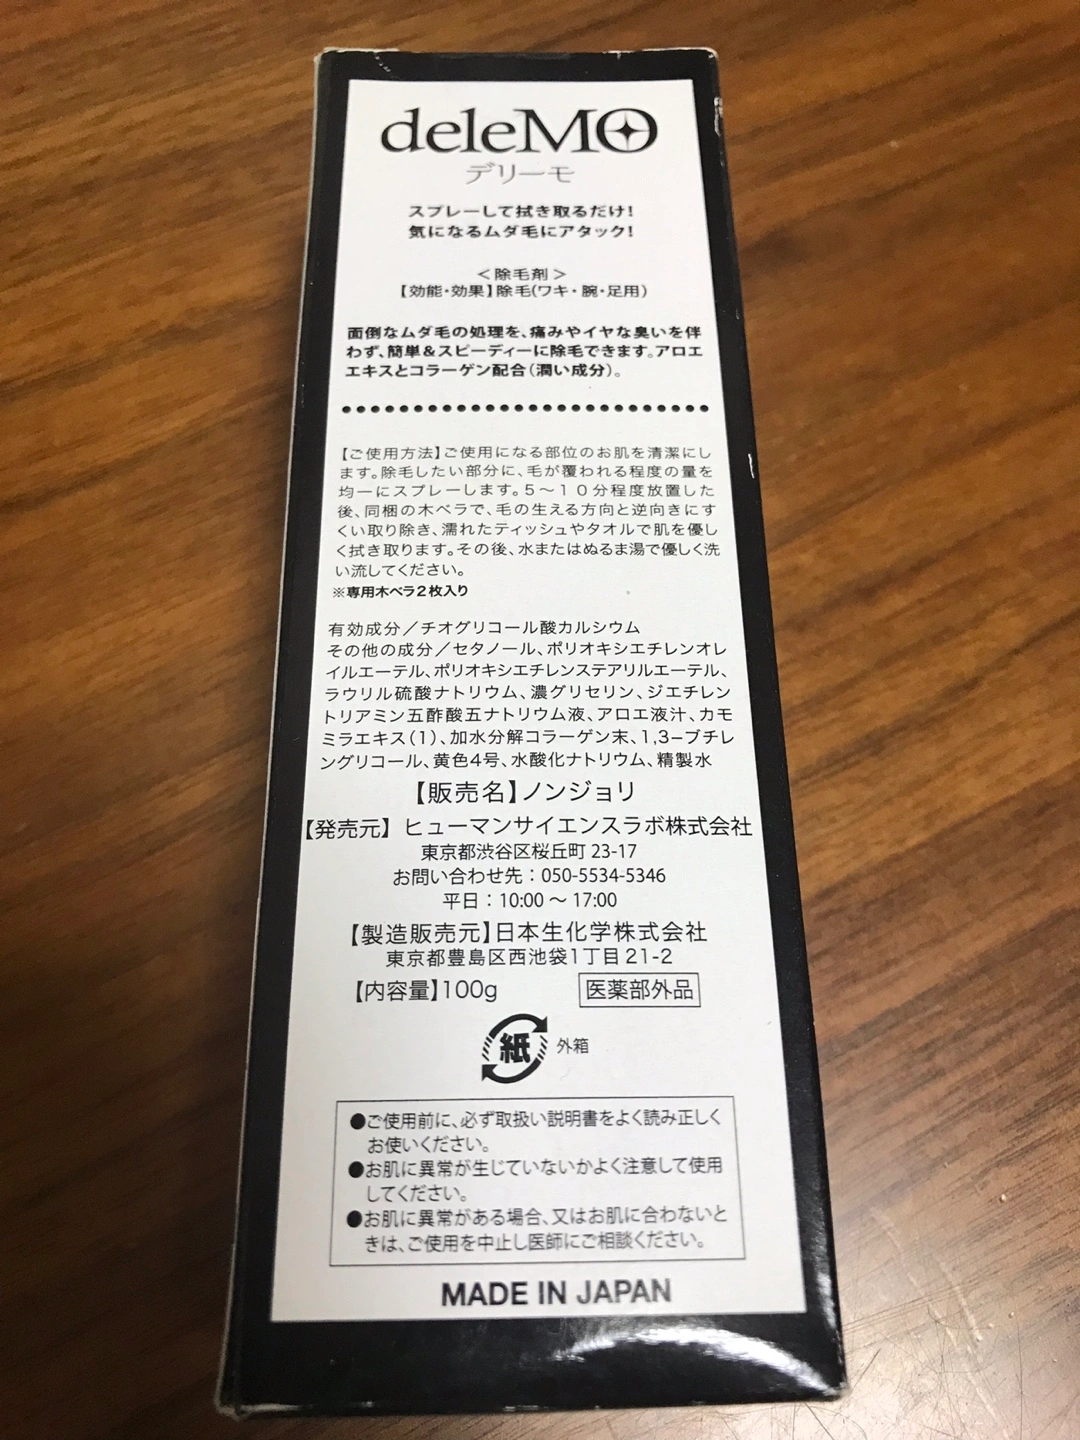 deleMO
デリーモ
スプレーして拭き取るだけ!
気になるムダ毛にアタック!
＜除毛剤＞
【効能・効果】除毛(ワキ・腕・足用)
面倒なムダ毛の処理を、痛みやイヤな臭いを伴
わず、簡単&スピーディーに除毛できます。アロエ
エキスとコラーゲン配合(潤い成分)。
【ご使用方法】ご使用になる部位のお肌を清潔にし
ます。除毛したい部分に、毛が覆われる程度の量を
均一にスプレーします。5～10分程度放置した
後、同梱の木ベラで、毛の生える方向と逆向きにす
くい取り除き、濡れたティッシュやタオルで肌を優し
く拭き取ります。その後、水またはぬるま湯で優しく洗
い流してください。
※専用木ベラ2枚入り
有効成分／チオグリコール酸カルシウム
その他の成分／セタノール、ポリオキシエチレンオレ
イルエーテル、ポリオキシエチレンステアリルエーテル、
ラウリル硫酸ナトリウム、濃グリセリン、ジエチレン
トリアミン五酢酸五ナトリウム液、アロエ液汁、カモ
ミラエキス(1)、加水分解コラーゲン末、1,3−ブチレ
ングリコール、黄色4号、水酸化ナトリウム、精製水
【販売名】ノンジョリ
【発売元】ヒューマンサイエンスラボ株式会社
東京都渋谷区桜丘町 23-17
お問い合わせ先：050-5534-5346
平日：10:00 ～ 17:00
【製造販売元】日本生化学株式会社
東京都豊島区西池袋1丁目 21-2
【内容量】100g 医薬部外品
紙 外箱
●ご使用前に、必ず取扱い説明書をよく読み正しく
お使いください。
●お肌に異常が生じていないかよく注意して使用
してください。
●お肌に異常がある場合、又はお肌に合わないと
きは、ご使用を中止し医師にご相談ください。
MADE IN JAPAN